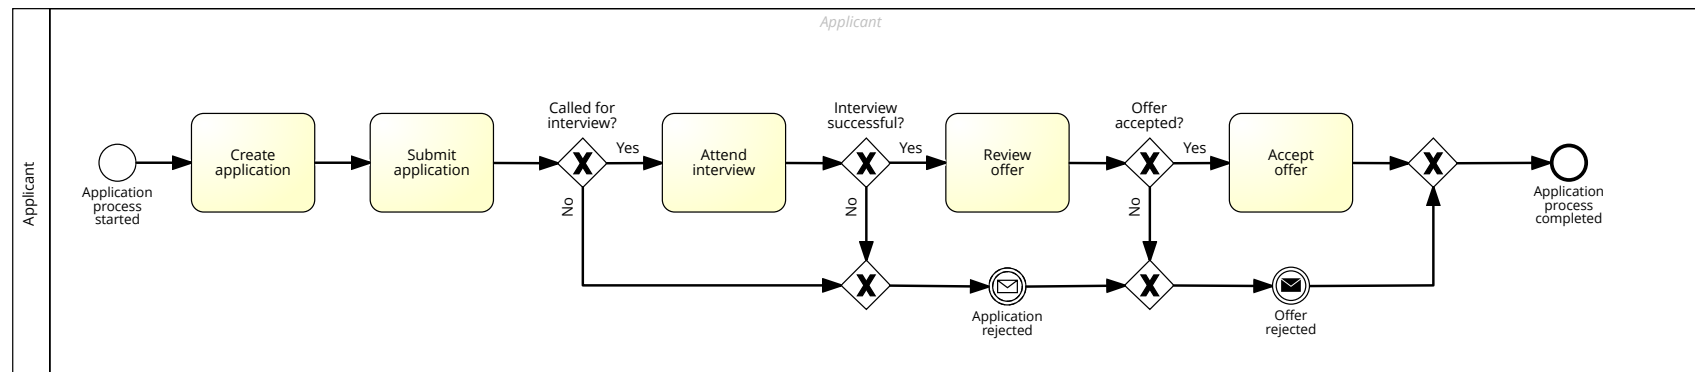 Applicant
Applicant
Application
process
started
Create
application
Submit
application
Called for
interview?
Yes
No
Attend
interview
Interview
successful?
Yes
No
Review
offer
Offer
accepted?
Yes
No
Accept
offer
Application
rejected
Offer
rejected
Application
process
completed